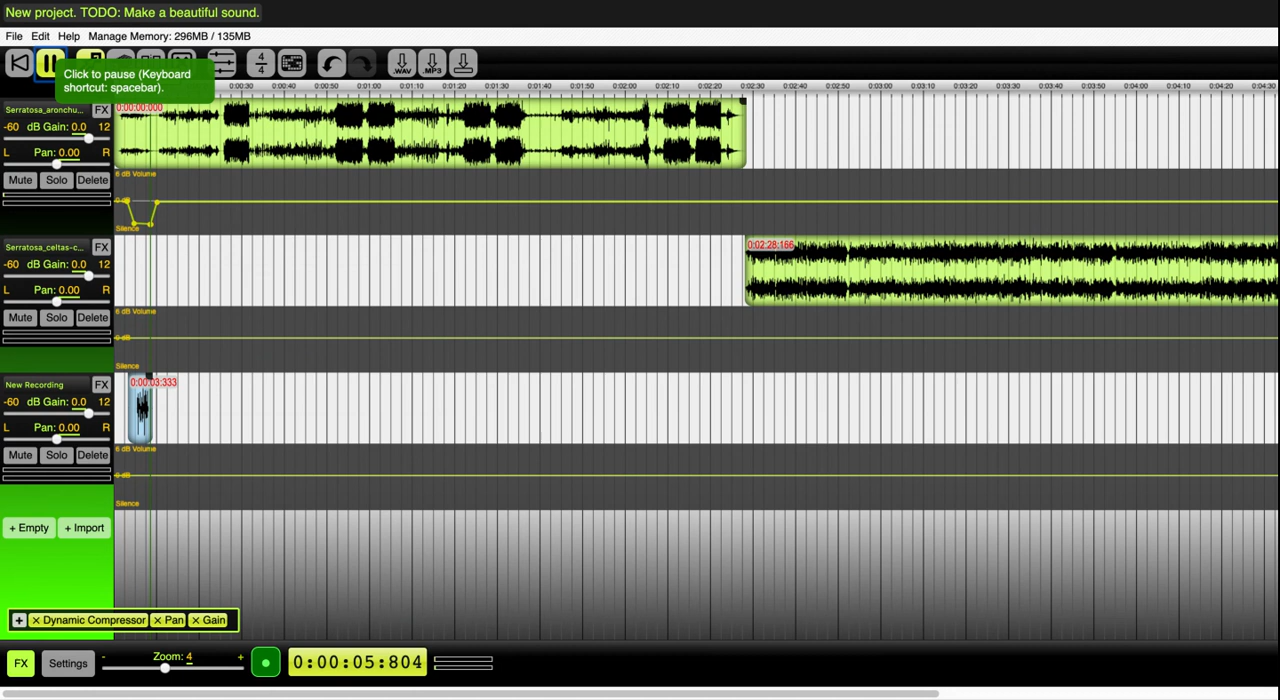 New project. TODO: Make a beautiful sound.
File Edit Help Manage Memory: 296MB / 135MB
4
4
.WAV
.MP3
Click to pause (Keyboard
shortcut: spacebar).
0:00:30 0:00:40 0:00:50 0:01:00 0:01:10 0:01:20 0:01:30 0:01:40 0:01:50 0:02:00 0:02:10 0:02:20 0:02:30 0:02:40 0:02:50 0:03:00 0:03:10 0:03:20 0:03:30 0:03:40 0:03:50 0:04:00 0:04:10 0:04:20 0:04:30
Serratosa_aronchu... FX
0:00:00:000
-60 dB Gain: 0.0 12
L Pan: 0.00 R
Mute Solo Delete
6 dB Volume
0 dB
Silence
Serratosa_celtas-c... FX
0:02:28:166
-60 dB Gain: 0.0 12
L Pan: 0.00 R
Mute Solo Delete
6 dB Volume
0 dB
Silence
New Recording FX
0:00:03:333
-60 dB Gain: 0.0 12
L Pan: 0.00 R
Mute Solo Delete
6 dB Volume
0 dB
Silence
+ Empty + Import
+ × Dynamic Compressor × Pan × Gain
FX Settings - Zoom: 4 + 0:00:05:804